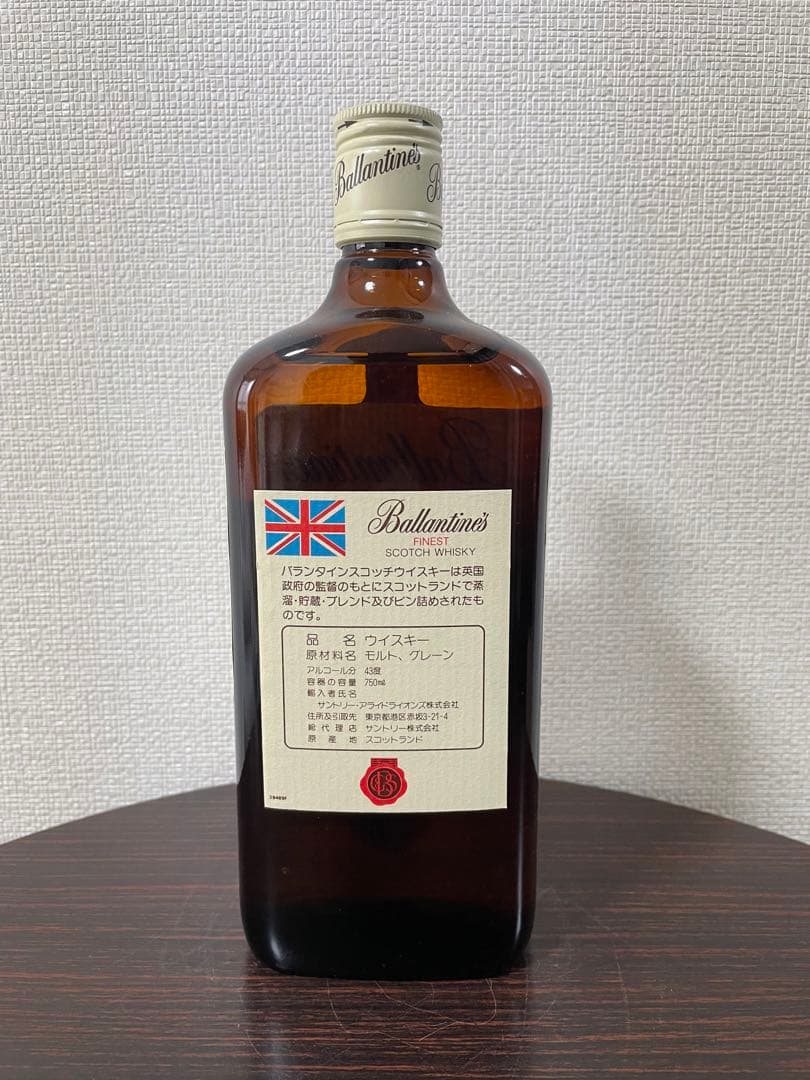 Ballantine's
Ballantine's
FINEST
SCOTCH WHISKY
バランタインスコッチウイスキーは英国
政府の監督のもとにスコットランドで蒸
溜・貯蔵・ブレンド及びビン詰めされたも
のです。
品名 ウイスキー
原材料名 モルト、グレーン
アルコール分 43度
容器の容量 750㎖
輸入者氏名
サントリー・アライドライオンズ株式会社
住所及引取先 東京都港区赤坂3-21-4
総代理店 サントリー株式会社
原産地 スコットランド